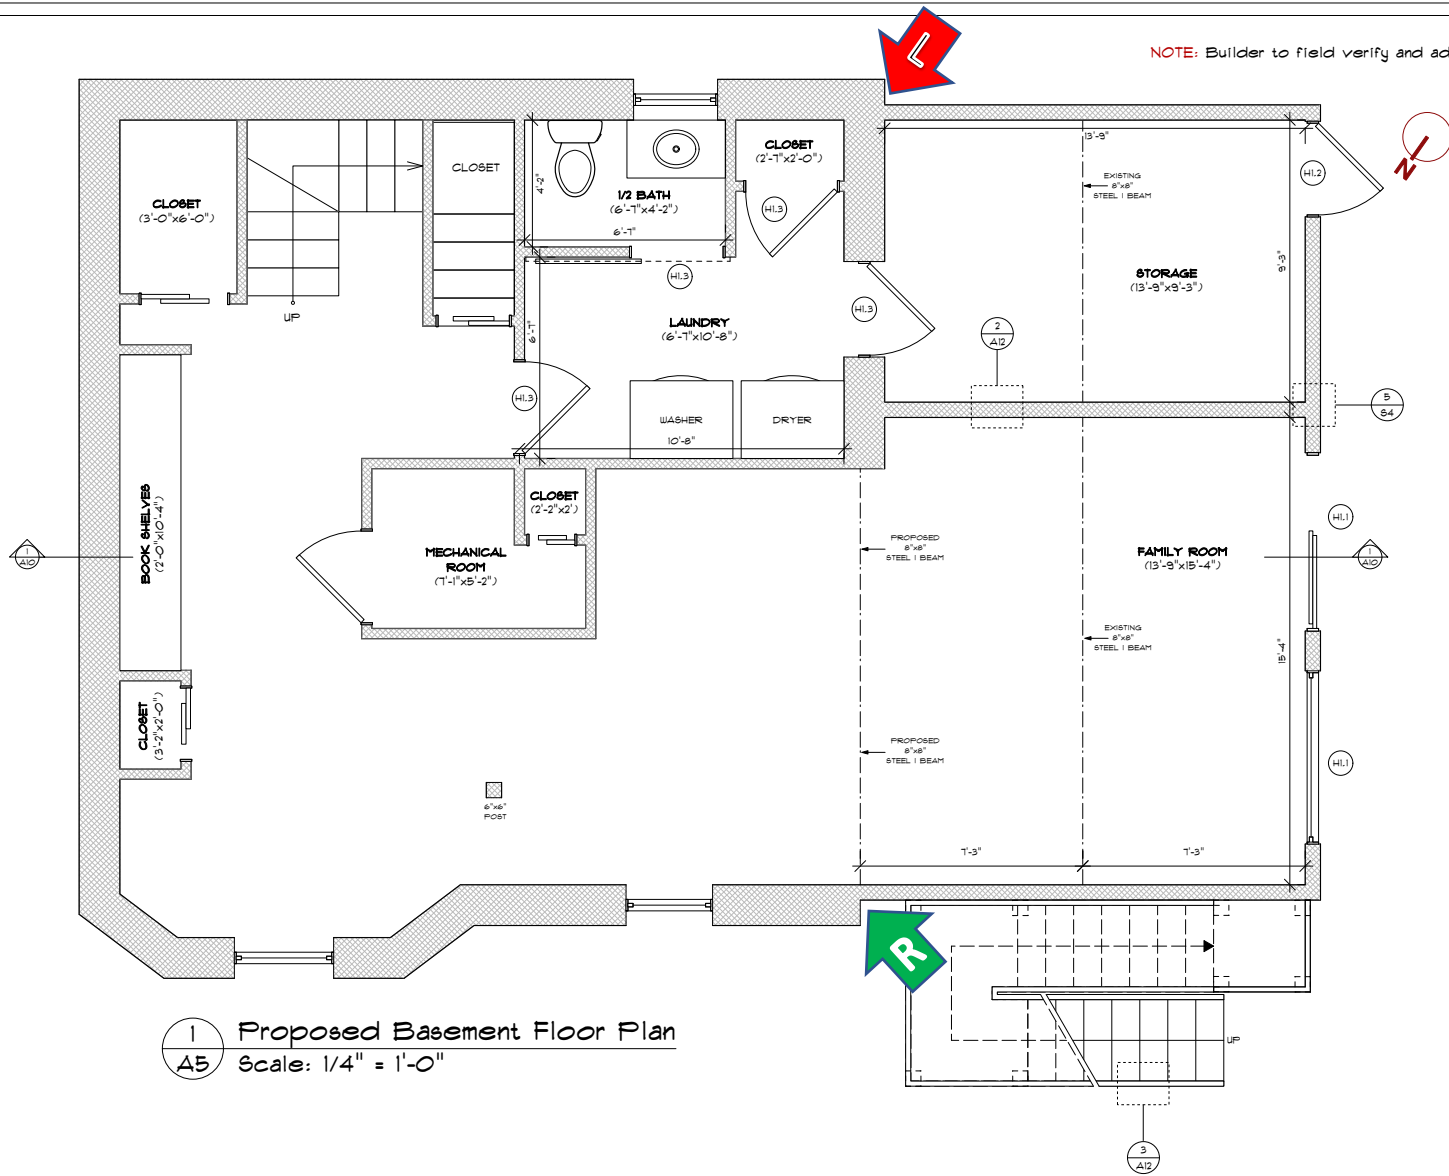 L
NOTE: Builder to field verify and ad
N
13'-9"
CLOSET
(2'-7"x2'-0")
EXISTING
8"x8"
STEEL I BEAM
H1.2
CLOSET
4'-2"
1/2 BATH
(6'-7"x4'-2")
6'-7"
H1.3
CLOSET
(3'-0"x6'-0")
9'-3"
STORAGE
(13'-9"x9'-3")
H1.3
UP
H1.3
LAUNDRY
(6'-7"x10'-8")
6'-7"
2
A12
H1.3
WASHER
DRYER
5
S4
10'-8"
BOOK SHELVES
(2'-0"x10'-4")
CLOSET
(2'-2"x2')
H1.1
PROPOSED
8"x8"
STEEL I BEAM
FAMILY ROOM
(13'-9"x15'-4")
1
A10
MECHANICAL
ROOM
(7'-1"x5'-2")
1
A10
EXISTING
8"x8"
STEEL I BEAM
15'-4"
CLOSET
(3'-2"x2'-0")
PROPOSED
8"x8"
STEEL I BEAM
H1.1
6"x6"
POST
7'-3"
7'-3"
R
1
A5
Proposed Basement Floor Plan
Scale: 1/4" = 1'-0"
UP
3
A12